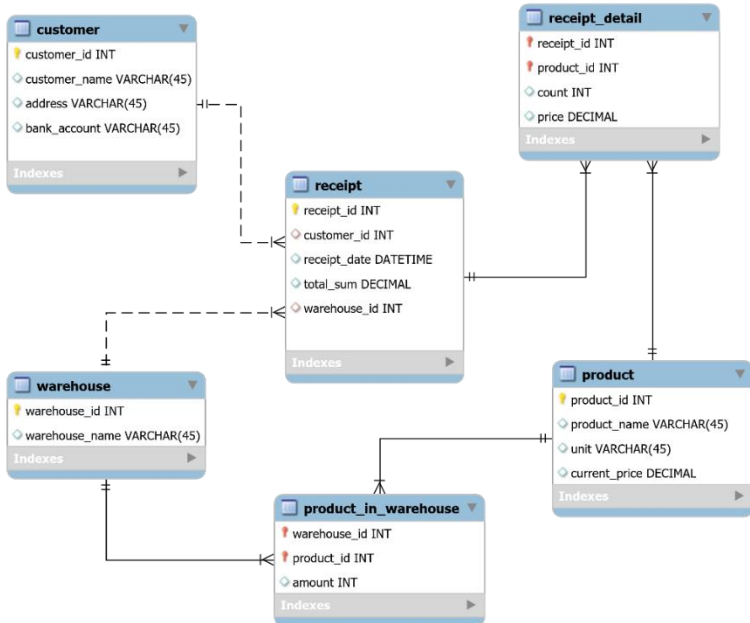 customer
customer_id INT
customer_name VARCHAR(45)
address VARCHAR(45)
bank_account VARCHAR(45)
Indexes
receipt_detail
receipt_id INT
product_id INT
count INT
price DECIMAL
Indexes
receipt
receipt_id INT
customer_id INT
receipt_date DATETIME
total_sum DECIMAL
warehouse_id INT
Indexes
warehouse
warehouse_id INT
warehouse_name VARCHAR(45)
Indexes
product
product_id INT
product_name VARCHAR(45)
unit VARCHAR(45)
current_price DECIMAL
Indexes
product_in_warehouse
warehouse_id INT
product_id INT
amount INT
Indexes